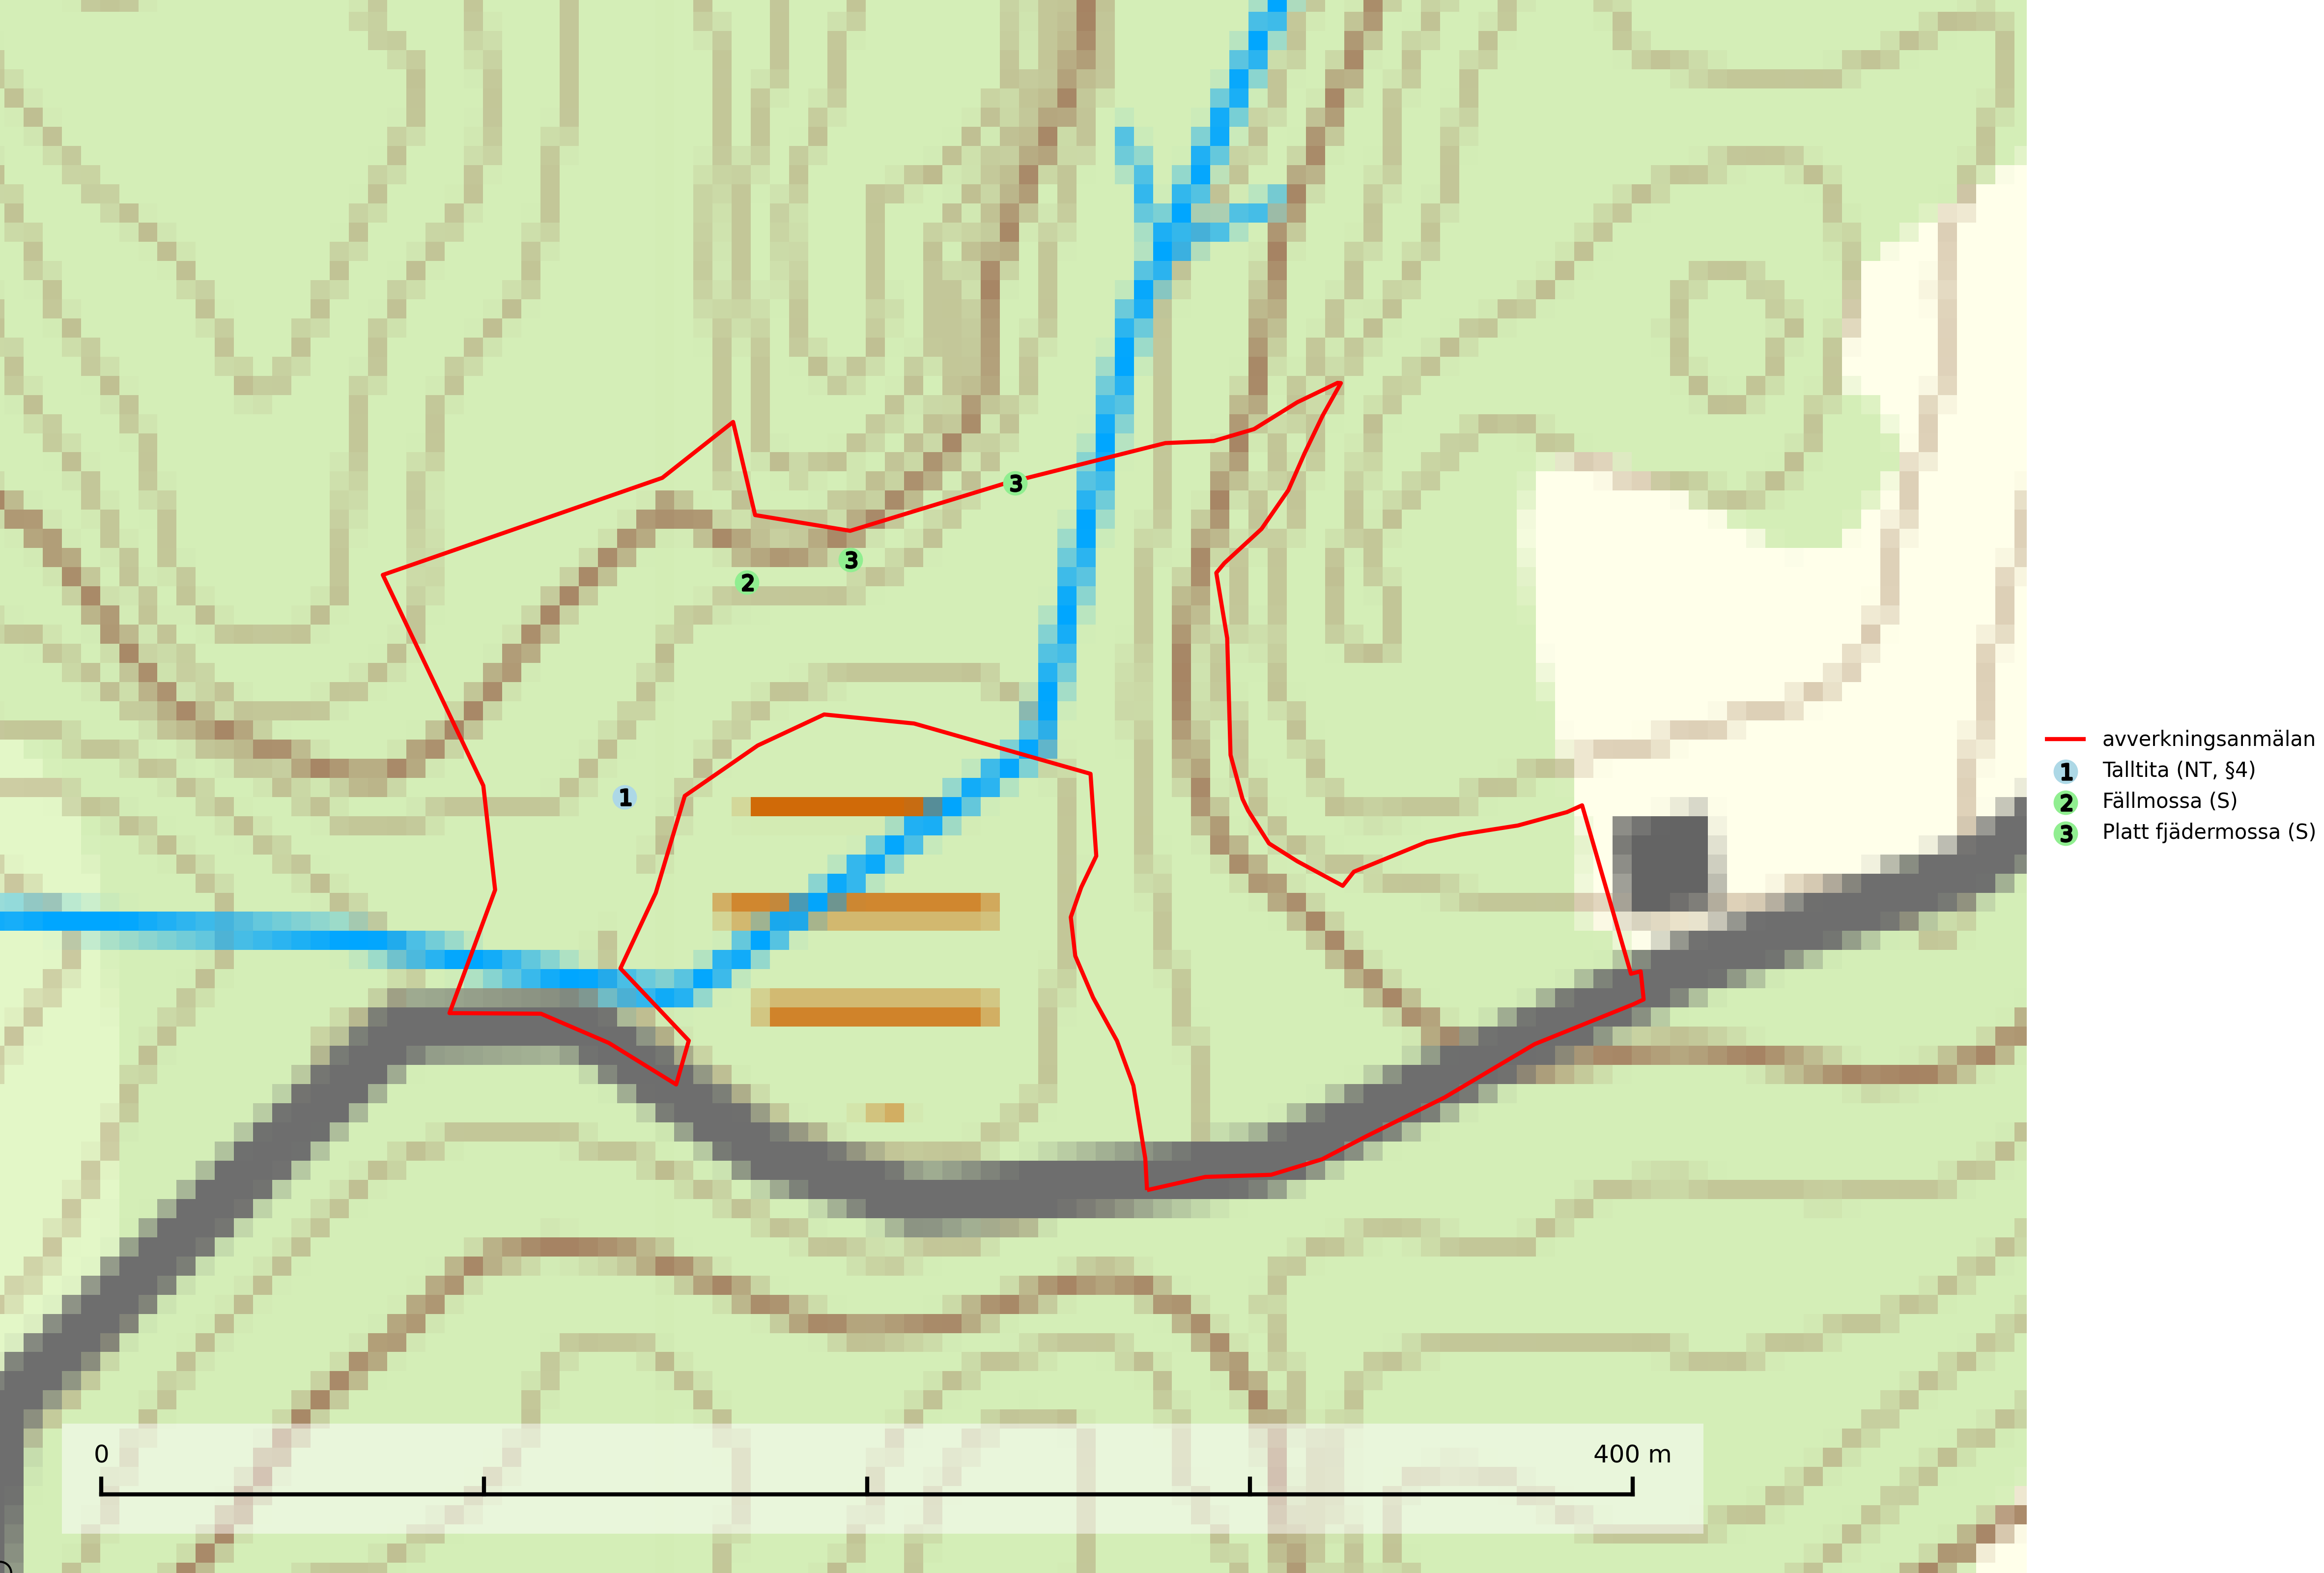 3
3
2
1
avverkningsanmälan
1 Talltita (NT, §4)
2 Fällmossa (S)
3 Platt fjädermossa (S)
0 400 m